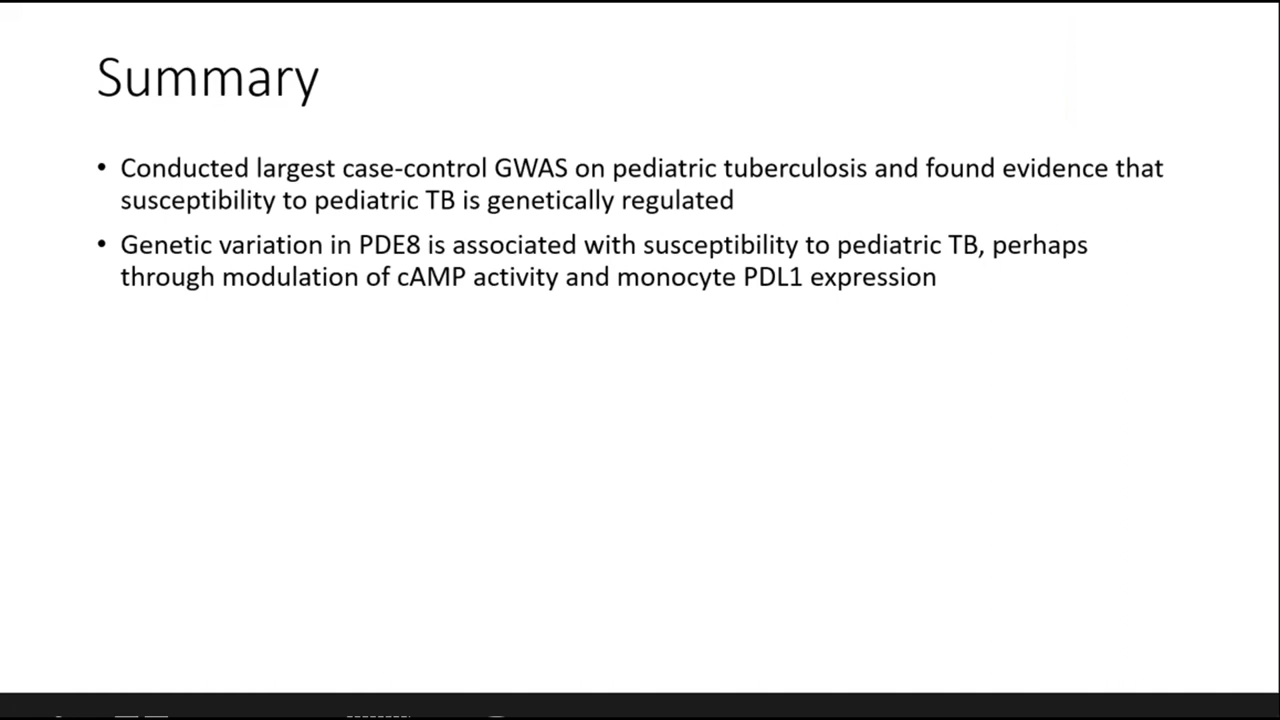 Summary
• Conducted largest case-control GWAS on pediatric tuberculosis and found evidence that
susceptibility to pediatric TB is genetically regulated
• Genetic variation in PDE8 is associated with susceptibility to pediatric TB, perhaps
through modulation of cAMP activity and monocyte PDL1 expression